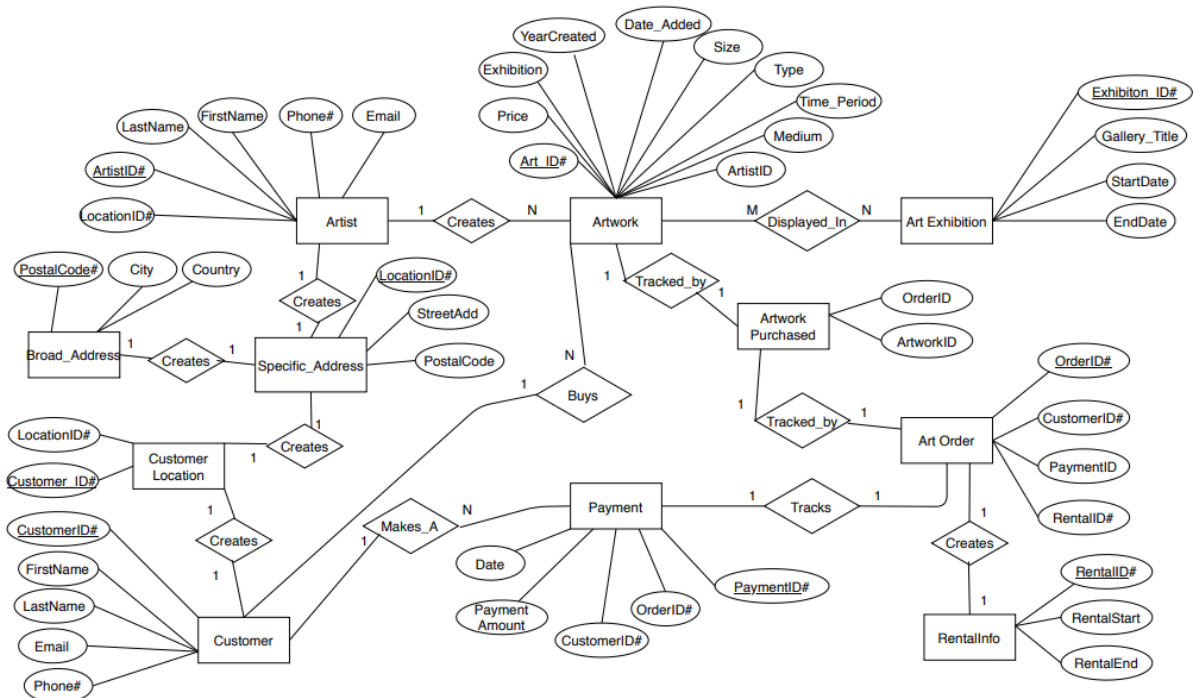 Date_Added
YearCreated
Size
Exhibition
Type
Exhibiton_ID#
FirstName
Phone#
Email
Price
Time_Period
LastName
Medium
Gallery_Title
Art_ID#
ArtistID#
ArtistID
StartDate
LocationID#
Artist
1
Creates
N
Artwork
M
Displayed_In
N
Art Exhibition
EndDate
PostalCode#
City
Country
1
LocationID#
1
Tracked_by
Creates
1
OrderID
1
StreetAdd
Artwork
Purchased
Broad_Address
1
Creates
1
Specific_Address
PostalCode
ArtworkID
N
OrderID#
1
Buys
1
1
LocationID#
1
Creates
Tracked_by
1
CustomerID#
Art Order
Customer
Location
Customer_ID#
PaymentID
Payment
1
Tracks
1
CustomerID#
1
Makes_A
N
1
RentalID#
Creates
1
Creates
FirstName
Date
1
RentalID#
PaymentID#
LastName
Payment
Amount
OrderID#
1
RentalStart
Customer
CustomerID#
RentalInfo
Email
RentalEnd
Phone#